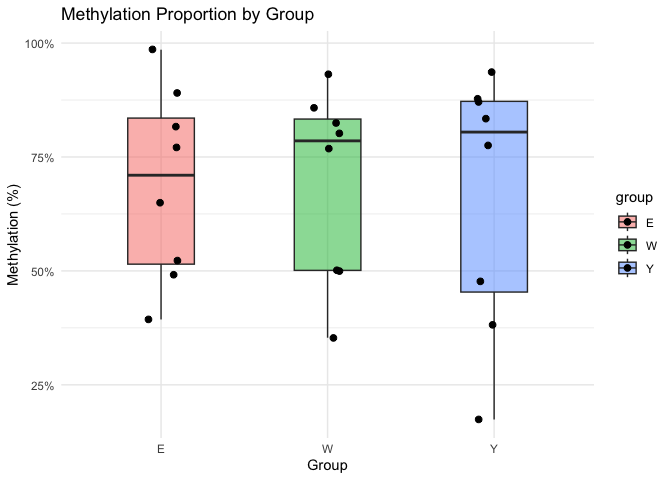 Methylation Proportion by Group
100%
75%
50%
25%
Methylation (%)
E
W
Y
Group
group
E
W
Y